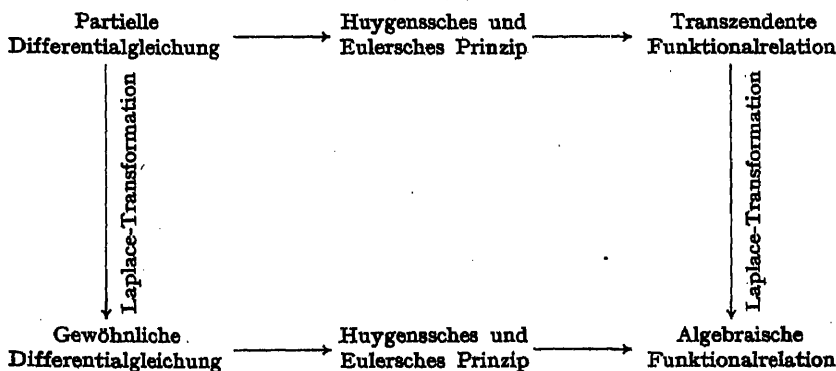 Partielle
Differentialgleichung
Huygenssches und
Eulersches Prinzip
Transzendente
Funktionalrelation
Laplace-Transformation
Laplace-Transformation
Gewöhnliche
Differentialgleichung
Huygenssches und
Eulersches Prinzip
Algebraische
Funktionalrelation